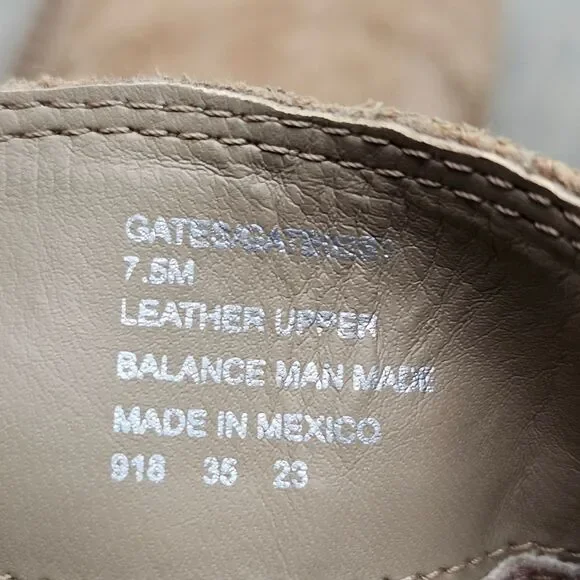 7.5M
LEATHER UPPER
BALANCE MAN MADE
MADE IN MEXICO
918 35 23